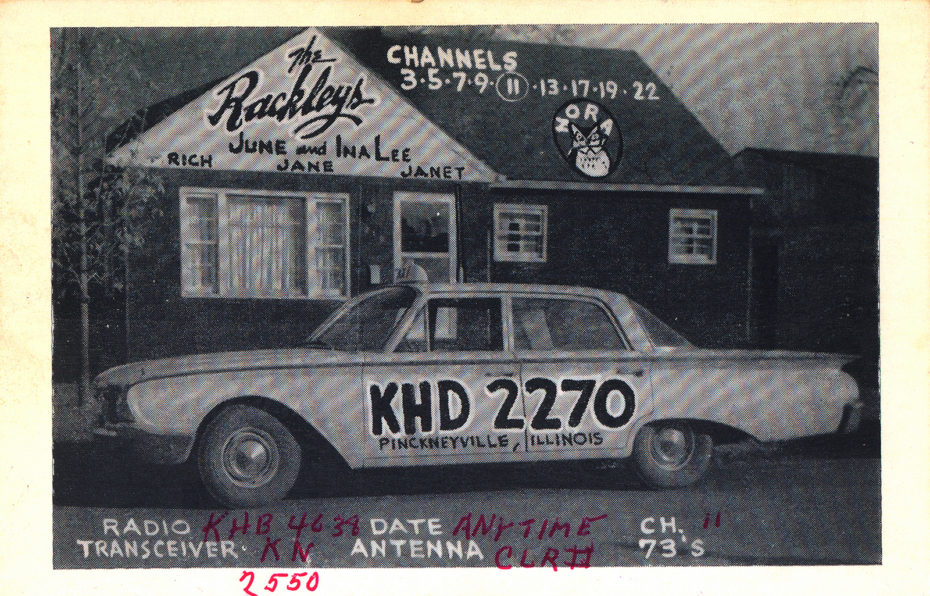 The
Rackleys
JUNE and INA LEE
RICH JANE JANET
CHANNELS
3·5·7·9·11·13·17·19·22
HORA
KHD 2270
PINCKNEYVILLE, ILLINOIS
RADIO KHB 4638 DATE ANYTIME CH. 11
TRANSCEIVER· KN ANTENNA CLR II 73'S
2550